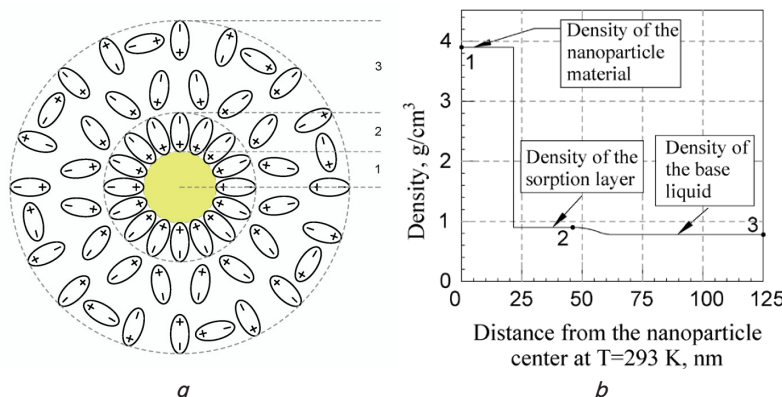 3
2
1
a
4
3
2
1
0
0
25
50
75
100
125
Density, g/cm³
1
Density of the
nanoparticle
material
Density of the
sorption layer
2
Density of
the base
liquid
3
Distance from the nanoparticle
center at T=293 K, nm
b